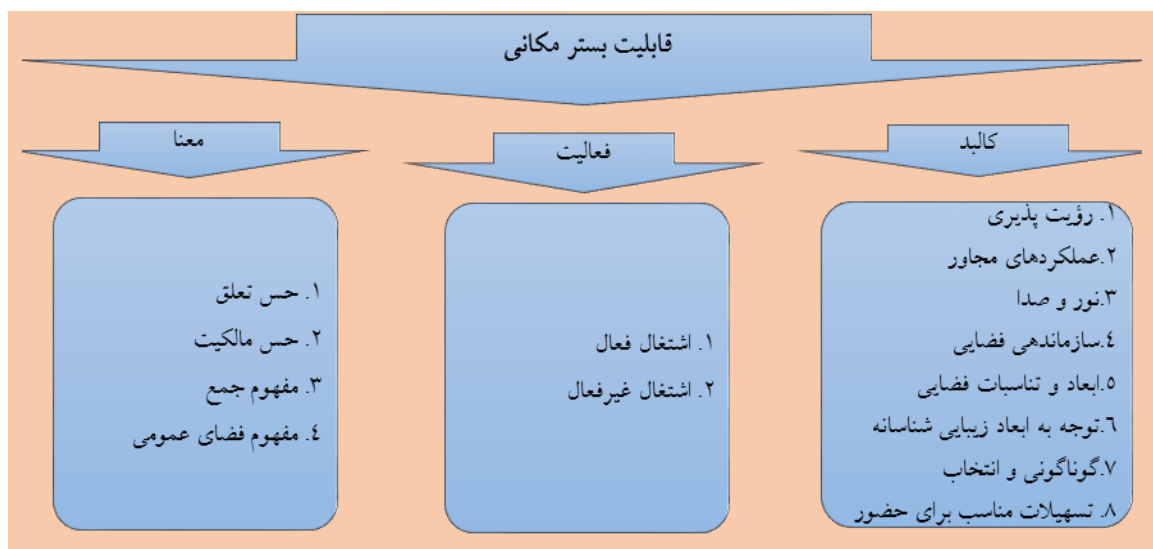 قابلیت بستر مکانی
کالبد
۱. رؤیت پذیری
۲.عملکردهای مجاور
۳.نور و صدا
٤.سازماندهی فضایی
٥.ابعاد و تناسبات فضایی
٦.توجه به ابعاد زیبایی شناسانه
۷.گوناگونی و انتخاب
۸. تسهیلات مناسب برای حضور
فعالیت
۱. اشتغال فعال
۲. اشتغال غیرفعال
معنا
۱. حس تعلق
۲. حس مالکیت
۳. مفهوم جمع
٤. مفهوم فضای عمومی